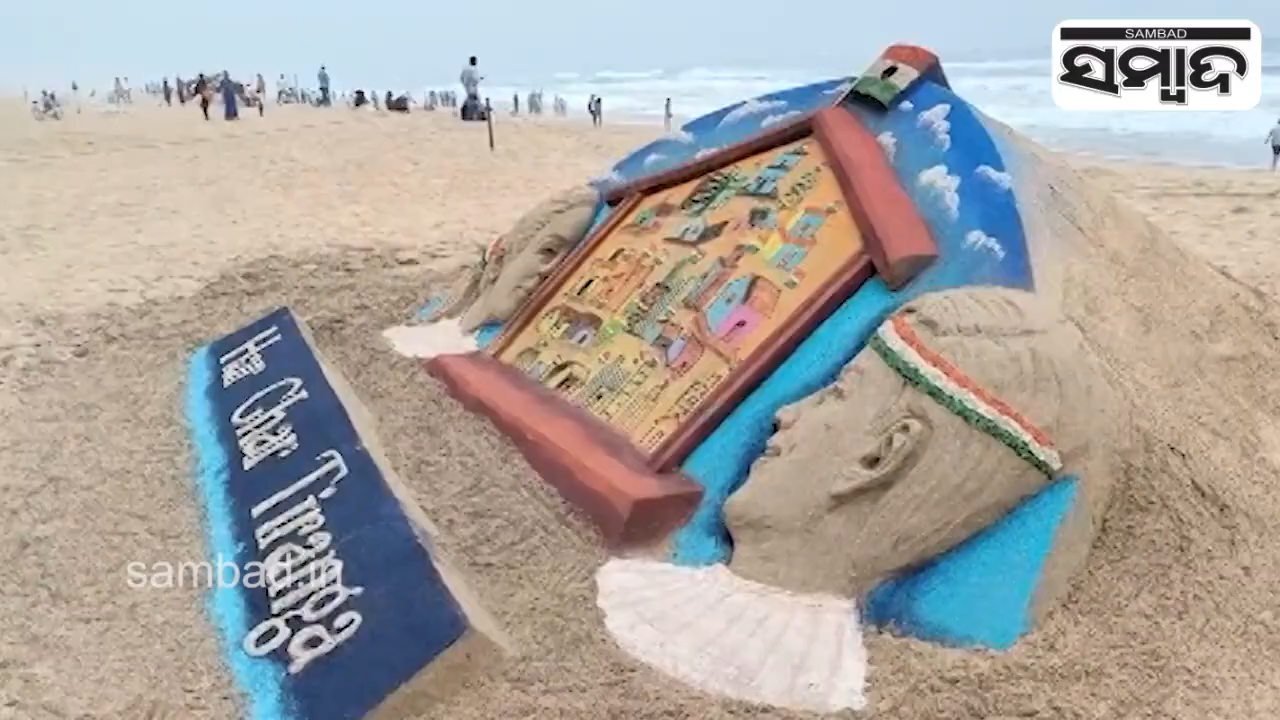 SAMBAD
ସମ୍ବାଦ
Har Ghar Tiranga
sambad.in